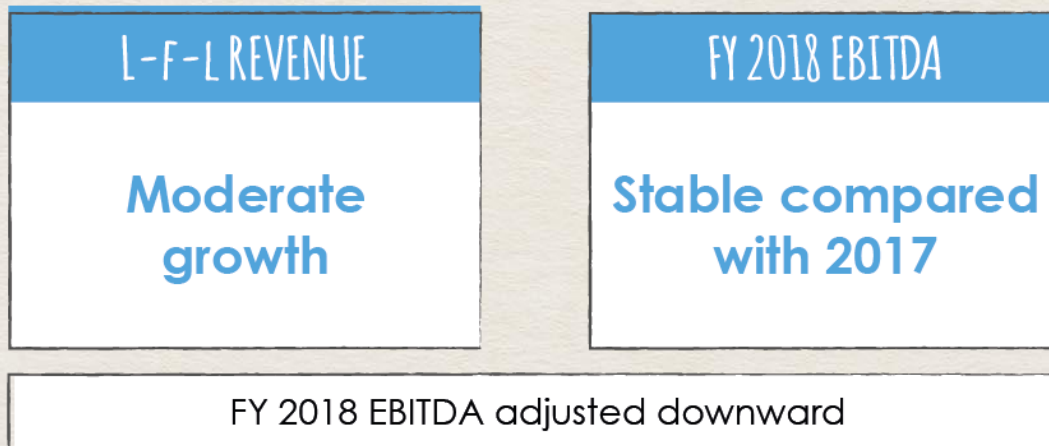 L-F-L REVENUE
Moderate
growth
FY 2018 EBITDA
Stable compared
with 2017
FY 2018 EBITDA adjusted downward